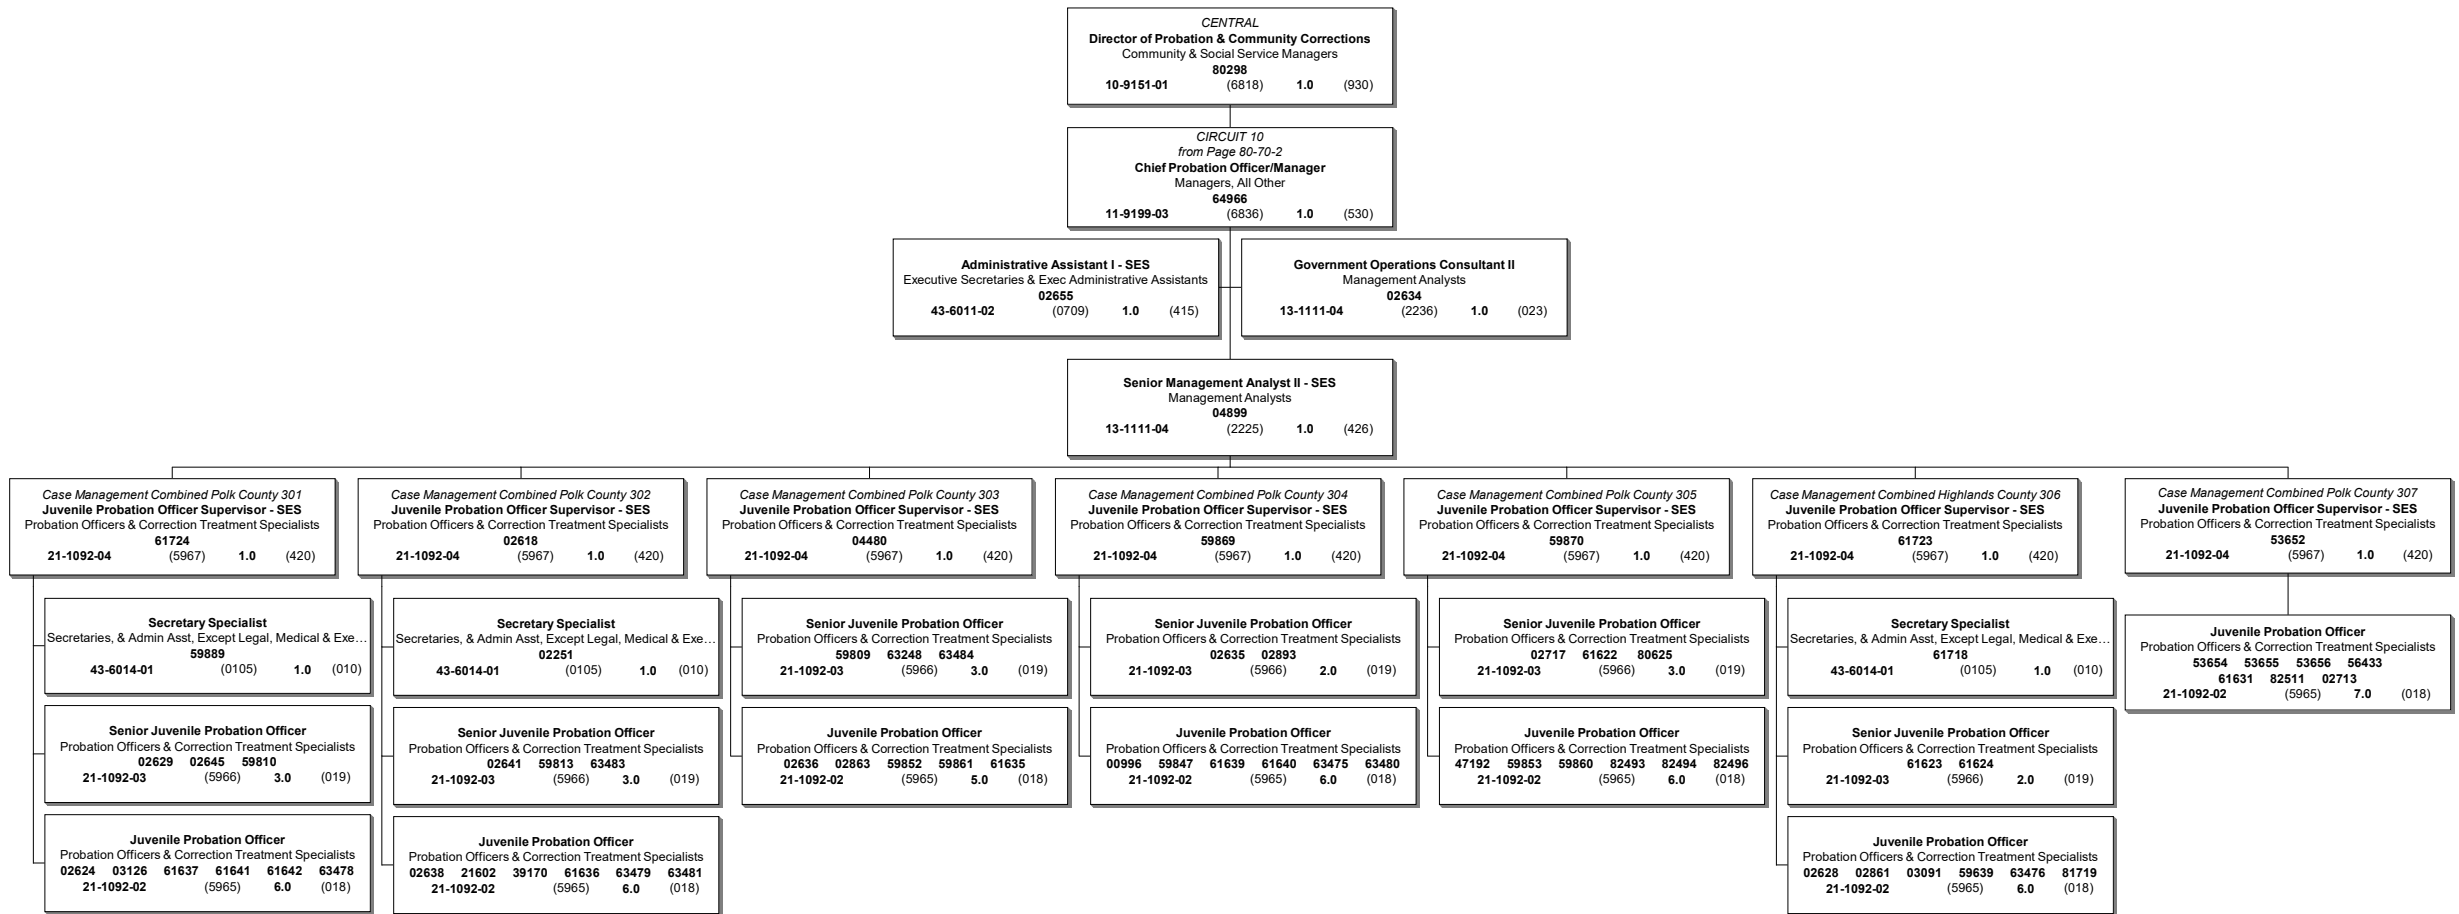 CENTRAL
Director of Probation & Community Corrections
Community & Social Service Managers
80298
10-9151-01 (6818) 1.0 (930)
CIRCUIT 10
from Page 80-70-2
Chief Probation Officer/Manager
Managers, All Other
64966
11-9199-03 (6836) 1.0 (530)
Administrative Assistant I - SES
Executive Secretaries & Exec Administrative Assistants
02655
43-6011-02 (0709) 1.0 (415)
Government Operations Consultant II
Management Analysts
02634
13-1111-04 (2236) 1.0 (023)
Senior Management Analyst II - SES
Management Analysts
04899
13-1111-04 (2225) 1.0 (426)
Case Management Combined Polk County 301
Juvenile Probation Officer Supervisor - SES
Probation Officers & Correction Treatment Specialists
61724
21-1092-04 (5967) 1.0 (420)
Secretary Specialist
Secretaries, & Admin Asst, Except Legal, Medical & Exe...
59889
43-6014-01 (0105) 1.0 (010)
Senior Juvenile Probation Officer
Probation Officers & Correction Treatment Specialists
02629 02645 59810
21-1092-03 (5966) 3.0 (019)
Juvenile Probation Officer
Probation Officers & Correction Treatment Specialists
02624 03126 61637 61641 61642 63478
21-1092-02 (5965) 6.0 (018)
Case Management Combined Polk County 302
Juvenile Probation Officer Supervisor - SES
Probation Officers & Correction Treatment Specialists
02618
21-1092-04 (5967) 1.0 (420)
Secretary Specialist
Secretaries, & Admin Asst, Except Legal, Medical & Exe...
02251
43-6014-01 (0105) 1.0 (010)
Senior Juvenile Probation Officer
Probation Officers & Correction Treatment Specialists
02641 59813 63483
21-1092-03 (5966) 3.0 (019)
Juvenile Probation Officer
Probation Officers & Correction Treatment Specialists
02638 21602 39170 61636 63479 63481
21-1092-02 (5965) 6.0 (018)
Case Management Combined Polk County 303
Juvenile Probation Officer Supervisor - SES
Probation Officers & Correction Treatment Specialists
04480
21-1092-04 (5967) 1.0 (420)
Senior Juvenile Probation Officer
Probation Officers & Correction Treatment Specialists
59809 63248 63484
21-1092-03 (5966) 3.0 (019)
Juvenile Probation Officer
Probation Officers & Correction Treatment Specialists
02636 02863 59852 59861 61635
21-1092-02 (5965) 5.0 (018)
Case Management Combined Polk County 304
Juvenile Probation Officer Supervisor - SES
Probation Officers & Correction Treatment Specialists
59869
21-1092-04 (5967) 1.0 (420)
Senior Juvenile Probation Officer
Probation Officers & Correction Treatment Specialists
02635 02893
21-1092-03 (5966) 2.0 (019)
Juvenile Probation Officer
Probation Officers & Correction Treatment Specialists
00996 59847 61639 61640 63475 63480
21-1092-02 (5965) 6.0 (018)
Case Management Combined Polk County 305
Juvenile Probation Officer Supervisor - SES
Probation Officers & Correction Treatment Specialists
59870
21-1092-04 (5967) 1.0 (420)
Senior Juvenile Probation Officer
Probation Officers & Correction Treatment Specialists
02717 61622 80625
21-1092-03 (5966) 3.0 (019)
Juvenile Probation Officer
Probation Officers & Correction Treatment Specialists
47192 59853 59860 82493 82494 82496
21-1092-02 (5965) 6.0 (018)
Case Management Combined Highlands County 306
Juvenile Probation Officer Supervisor - SES
Probation Officers & Correction Treatment Specialists
61723
21-1092-04 (5967) 1.0 (420)
Secretary Specialist
Secretaries, & Admin Asst, Except Legal, Medical & Exe...
61718
43-6014-01 (0105) 1.0 (010)
Senior Juvenile Probation Officer
Probation Officers & Correction Treatment Specialists
61623 61624
21-1092-03 (5966) 2.0 (019)
Juvenile Probation Officer
Probation Officers & Correction Treatment Specialists
02628 02861 03091 59639 63476 81719
21-1092-02 (5965) 6.0 (018)
Case Management Combined Polk County 307
Juvenile Probation Officer Supervisor - SES
Probation Officers & Correction Treatment Specialists
53652
21-1092-04 (5967) 1.0 (420)
Juvenile Probation Officer
Probation Officers & Correction Treatment Specialists
53654 53655 53656 56433
61631 82511 02713
21-1092-02 (5965) 7.0 (018)